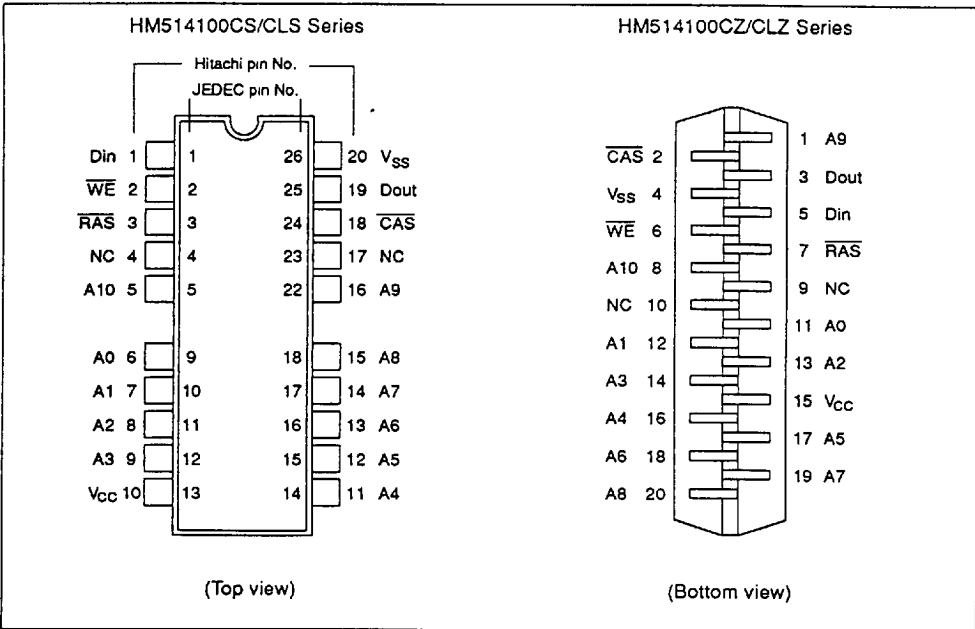 HM514100CS/CLS Series
Hitachi pin No.
JEDEC pin No.
Din 1 1 26 20 VSS
WE 2 2 25 19 Dout
RAS 3 3 24 18 CAS
NC 4 4 23 17 NC
A10 5 5 22 16 A9
A0 6 9 18 15 A8
A1 7 10 17 14 A7
A2 8 11 16 13 A6
A3 9 12 15 12 A5
VCC 10 13 14 11 A4
(Top view)
HM514100CZ/CLZ Series
1 A9
CAS 2
3 Dout
VSS 4
5 Din
WE 6
7 RAS
A10 8
9 NC
NC 10
11 A0
A1 12
13 A2
A3 14
15 VCC
A4 16
17 A5
A6 18
19 A7
A8 20
(Bottom view)